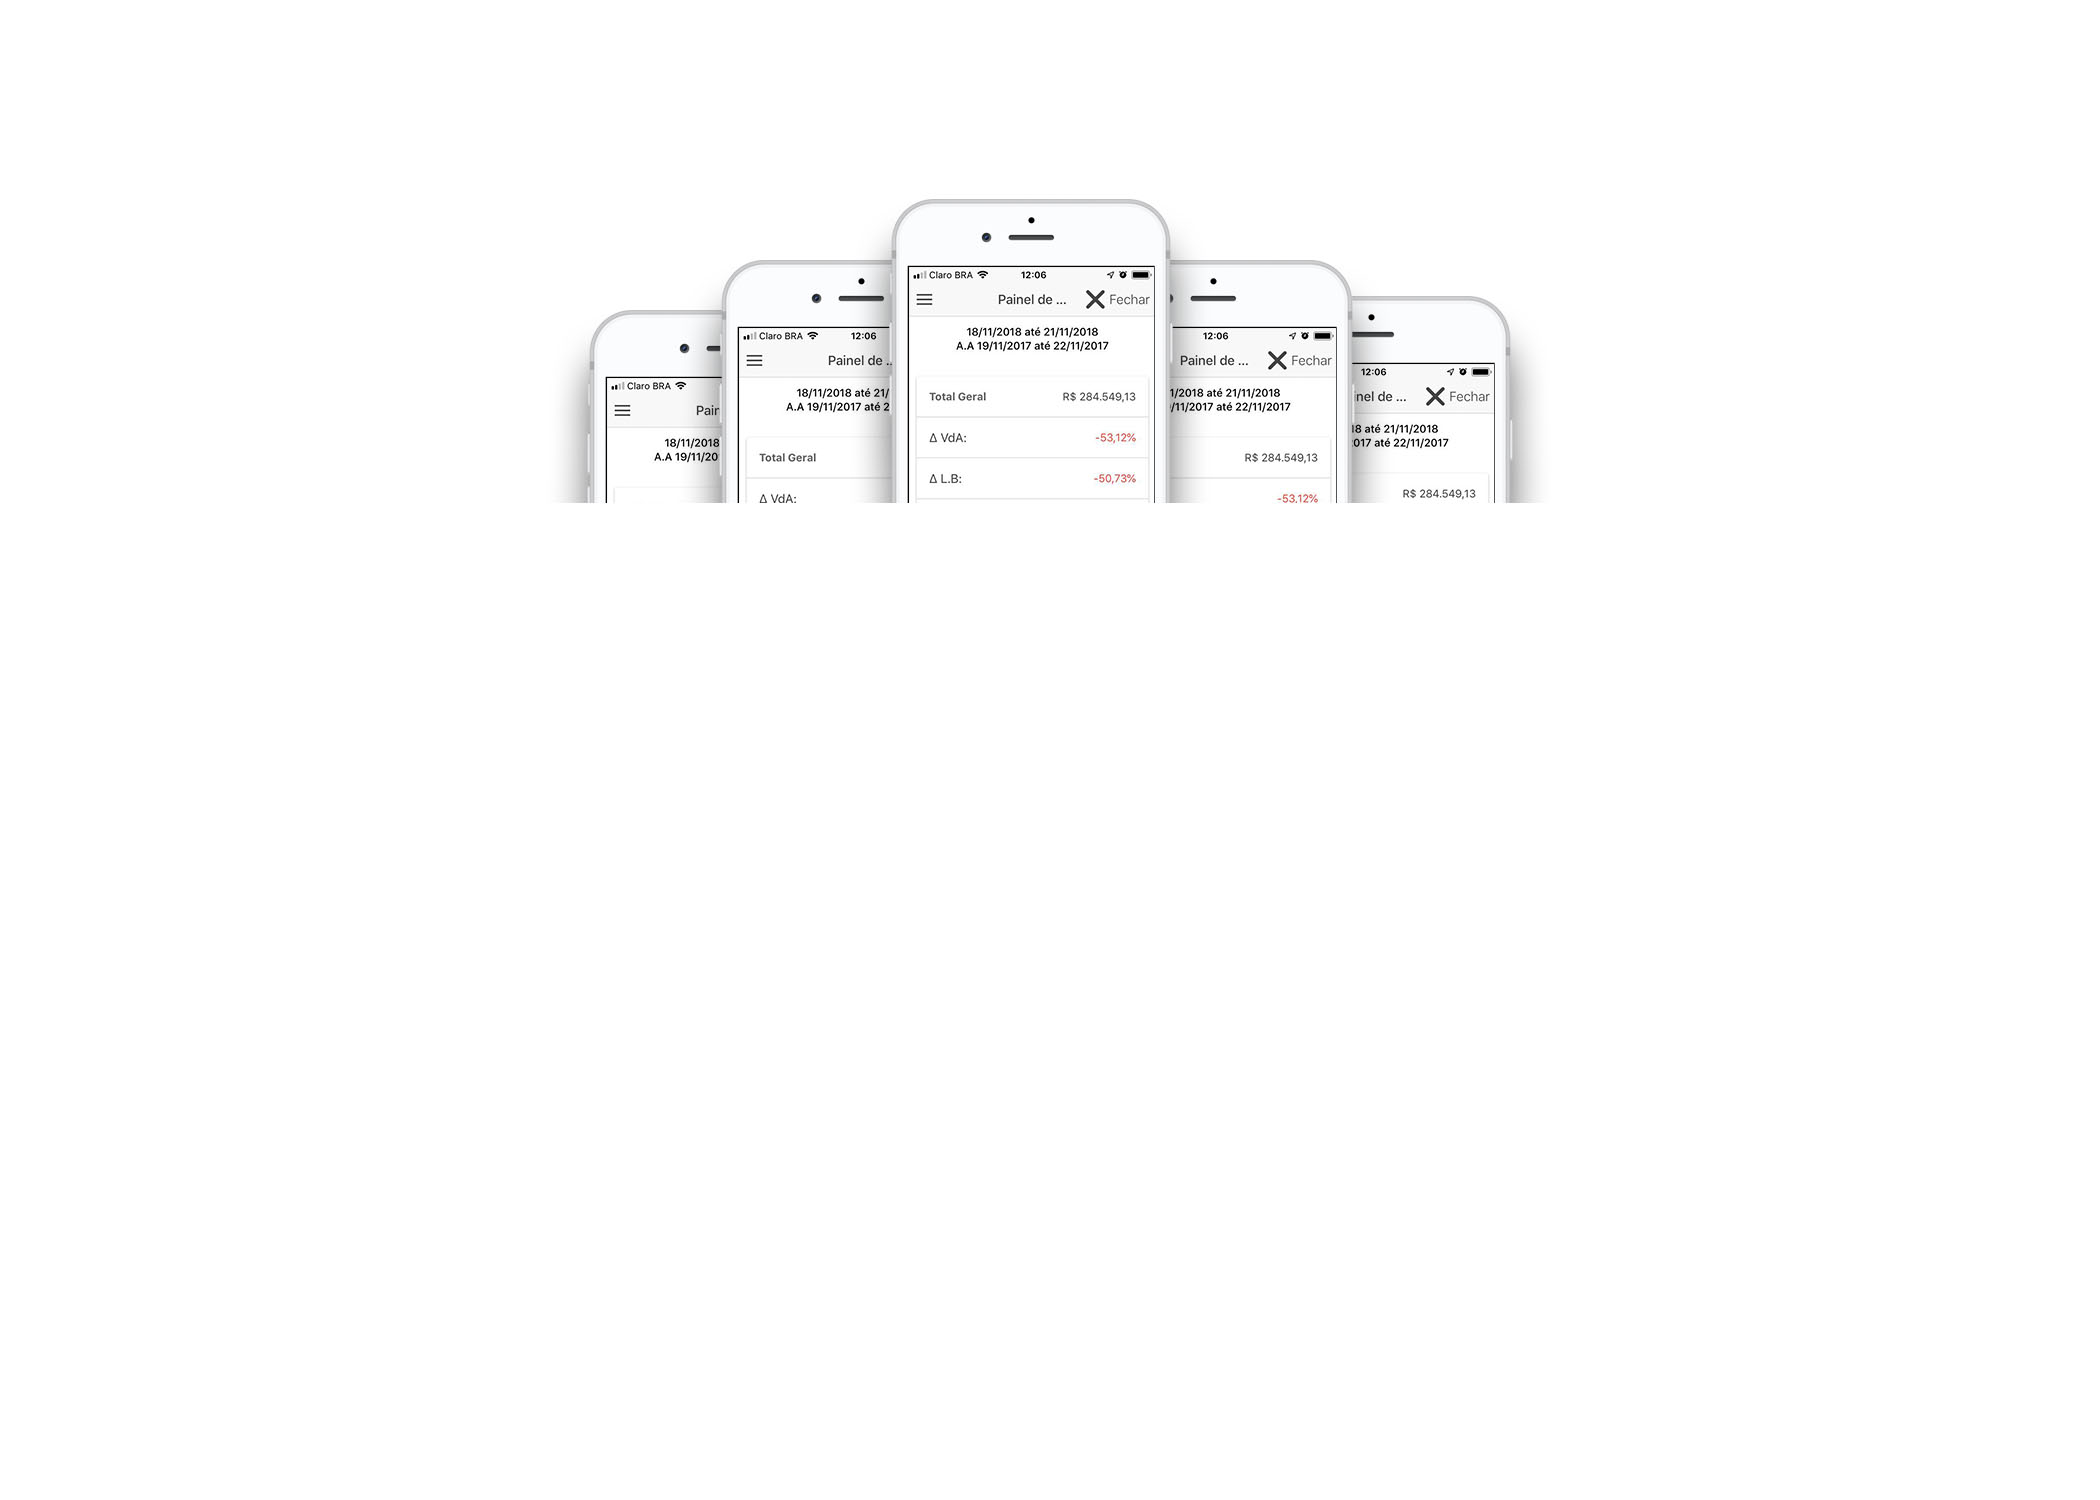 Claro BRA 12:06
Painel de ... Fechar
18/11/2018 até 21/11/2018
A.A 19/11/2017 até 22/11/2017
Total Geral R$ 284.549,13
Δ VdA: -53,12%
Δ L.B: -50,73%
Claro BRA 12:06
Painel de ..
18/11/2018 até 21/
A.A 19/11/2017 até 2
Total Geral
Δ VdA:
12:06
Painel de ... Fechar
1/2018 até 21/11/2018
/11/2017 até 22/11/2017
R$ 284.549,13
-53,12%
Claro BRA
Pain
18/11/2018
A.A 19/11/20
12:06
nel de ... Fechar
18 até 21/11/2018
017 até 22/11/2017
R$ 284.549,13